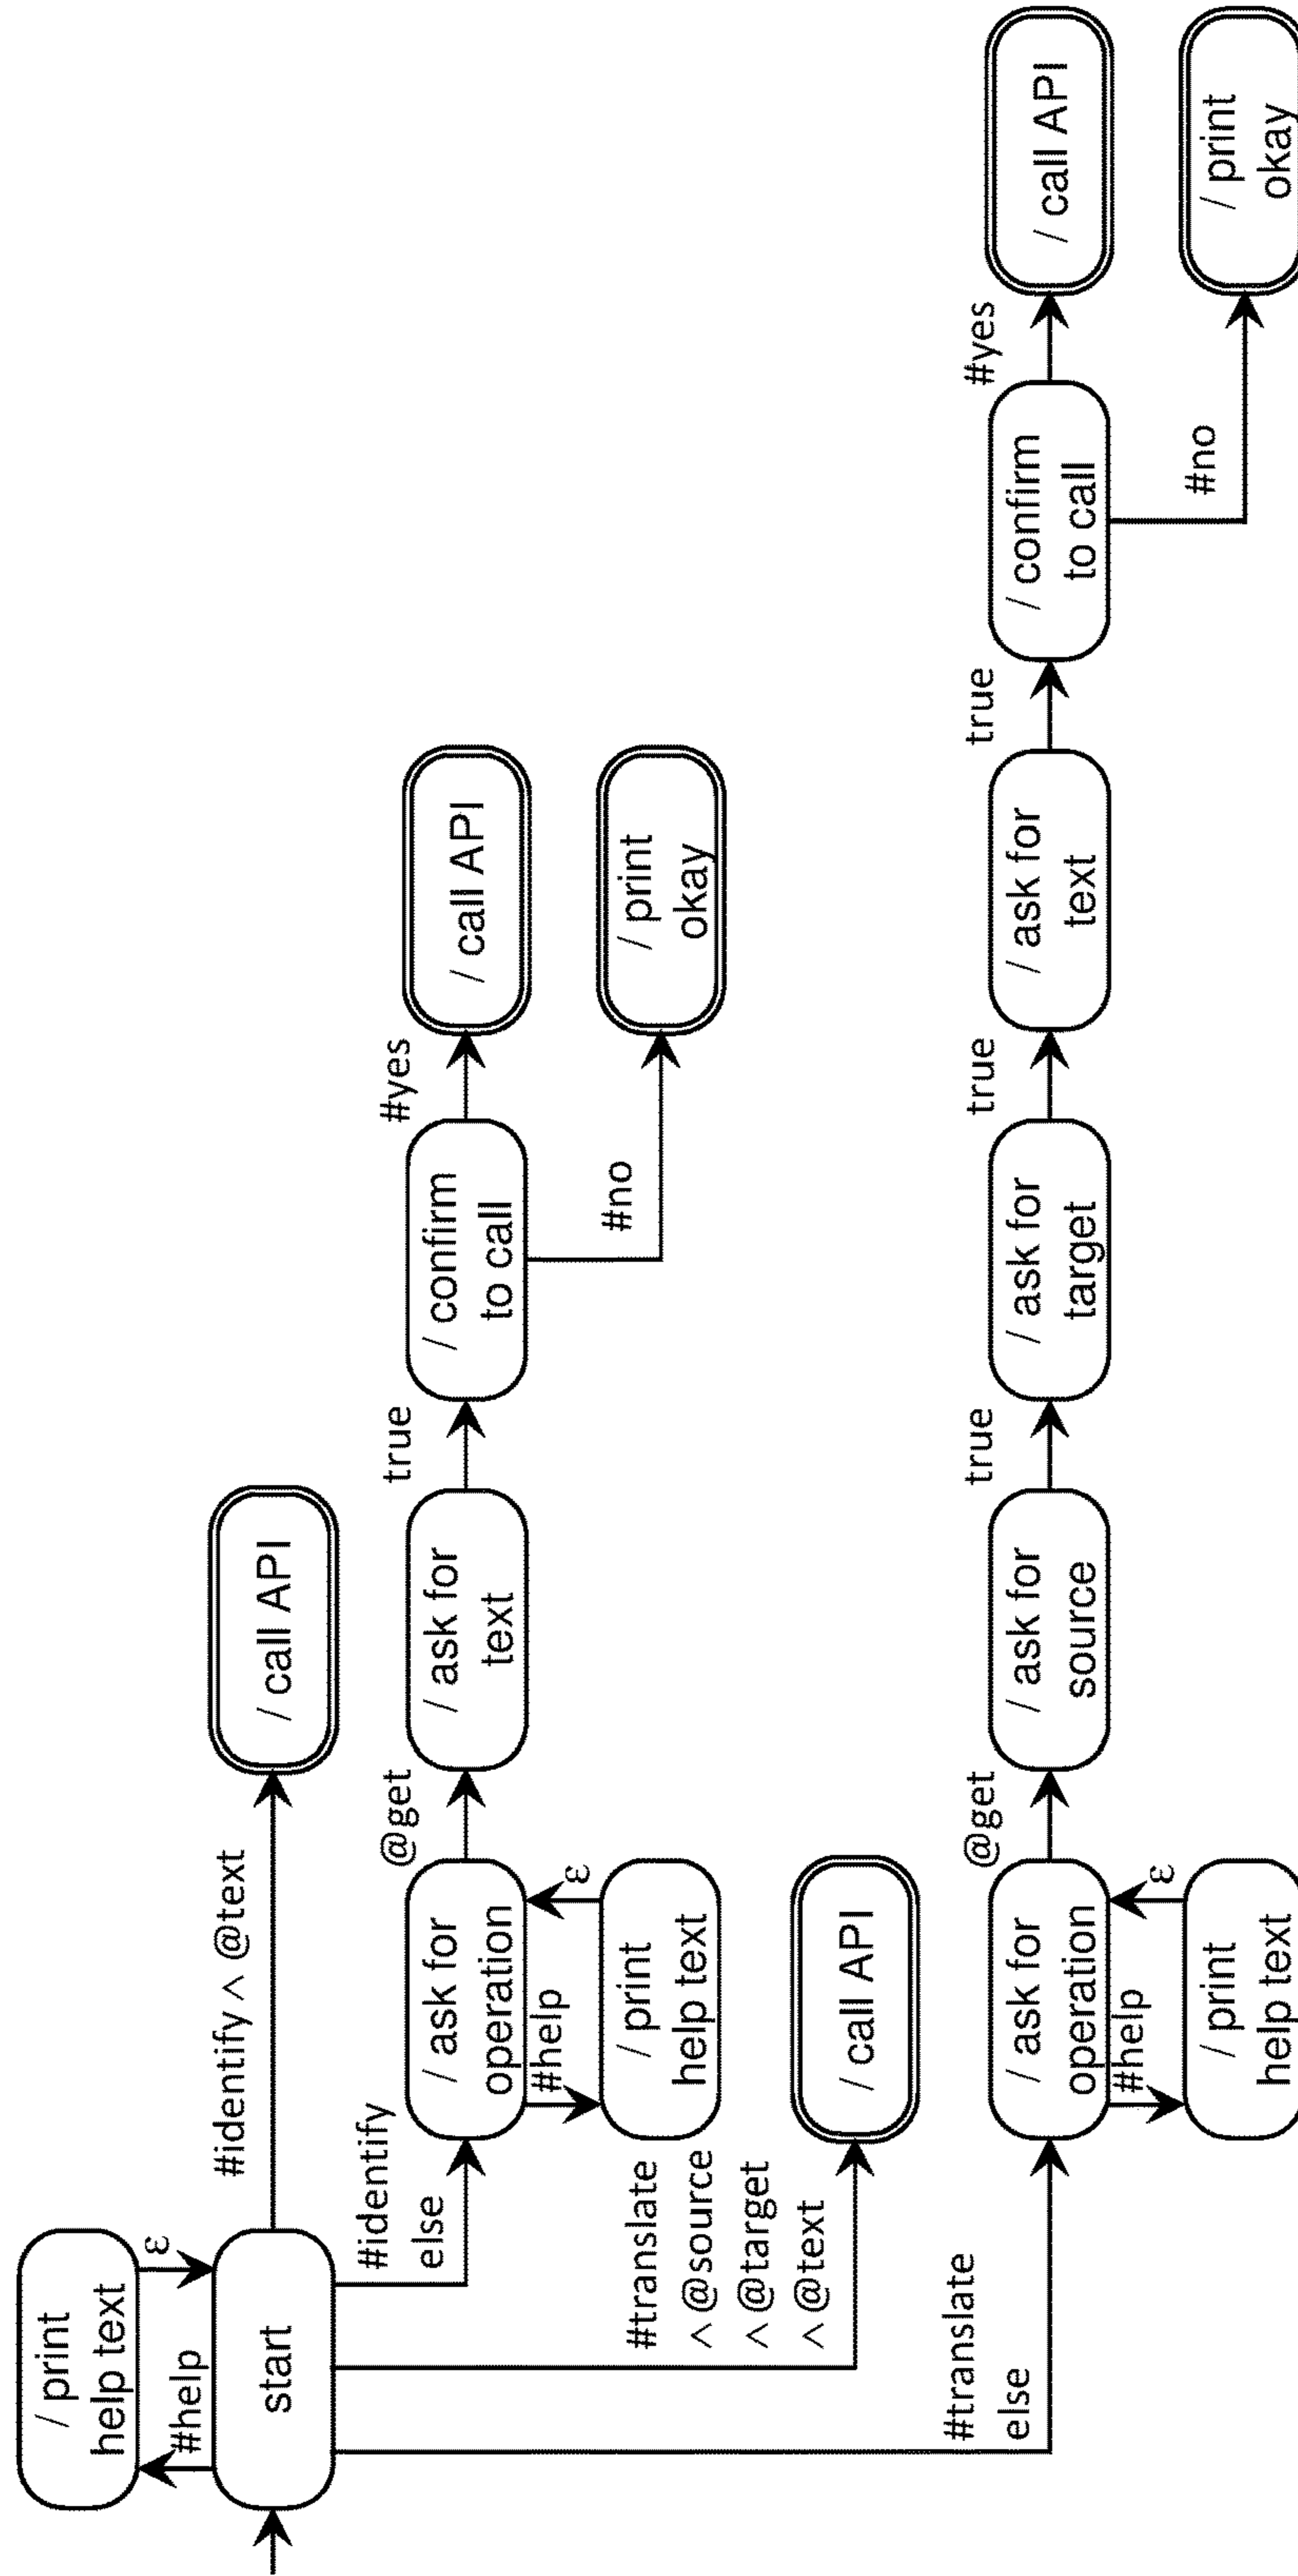 / print
help text
#help
ε
start
#identify ∧ @text
/ call API
#identify
else
/ ask for
operation
#help
ε
/ print
help text
@get
/ ask for
text
true
/ confirm
to call
#yes
/ call API
#no
/ print
okay
#translate
∧ @source
∧ @target
∧ @text
/ call API
#translate
else
/ ask for
operation
#help
ε
/ print
help text
@get
/ ask for
source
true
/ ask for
target
true
/ ask for
text
true
/ confirm
to call
#yes
/ call API
#no
/ print
okay